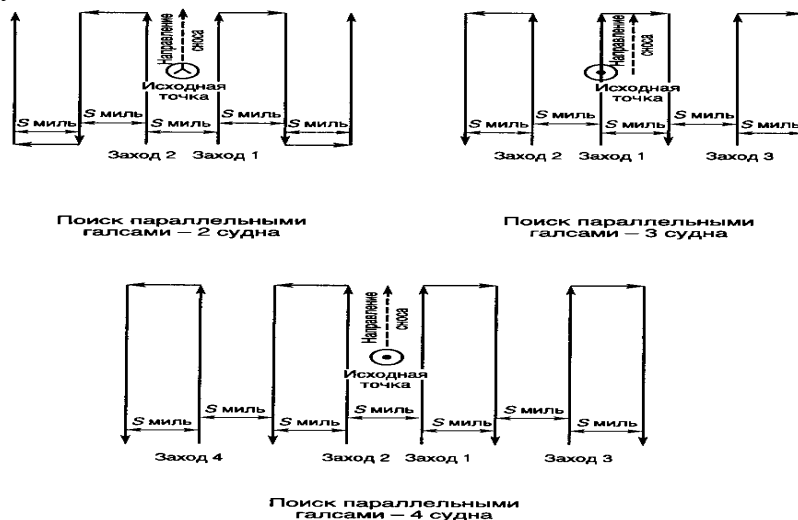 Направление
сноса
Исходная
точка
S миль S миль S миль S миль S миль
Заход 2 Заход 1
Поиск параллельными
галсами – 2 судна
Направление
сноса
Исходная
точка
S миль S миль S миль S миль
Заход 2 Заход 1 Заход 3
Поиск параллельными
галсами – 3 судна
Направление
сноса
Исходная
точка
S миль S миль S миль S миль S миль S миль S миль
Заход 4 Заход 2 Заход 1 Заход 3
Поиск параллельными
галсами – 4 судна